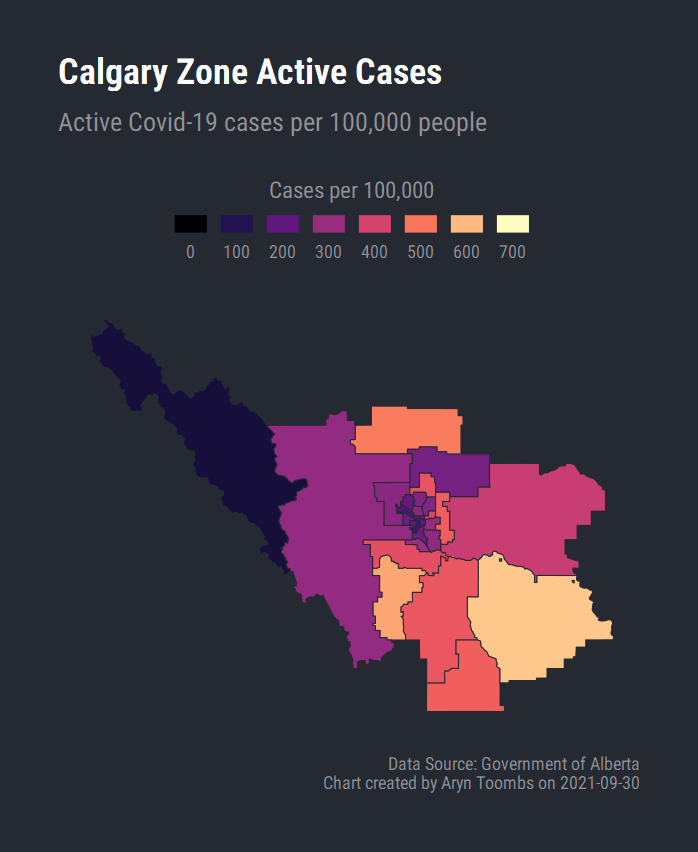 Calgary Zone Active Cases
Active Covid-19 cases per 100,000 people
Cases per 100,000
0 100 200 300 400 500 600 700
Data Source: Government of Alberta
Chart created by Aryn Toombs on 2021-09-30